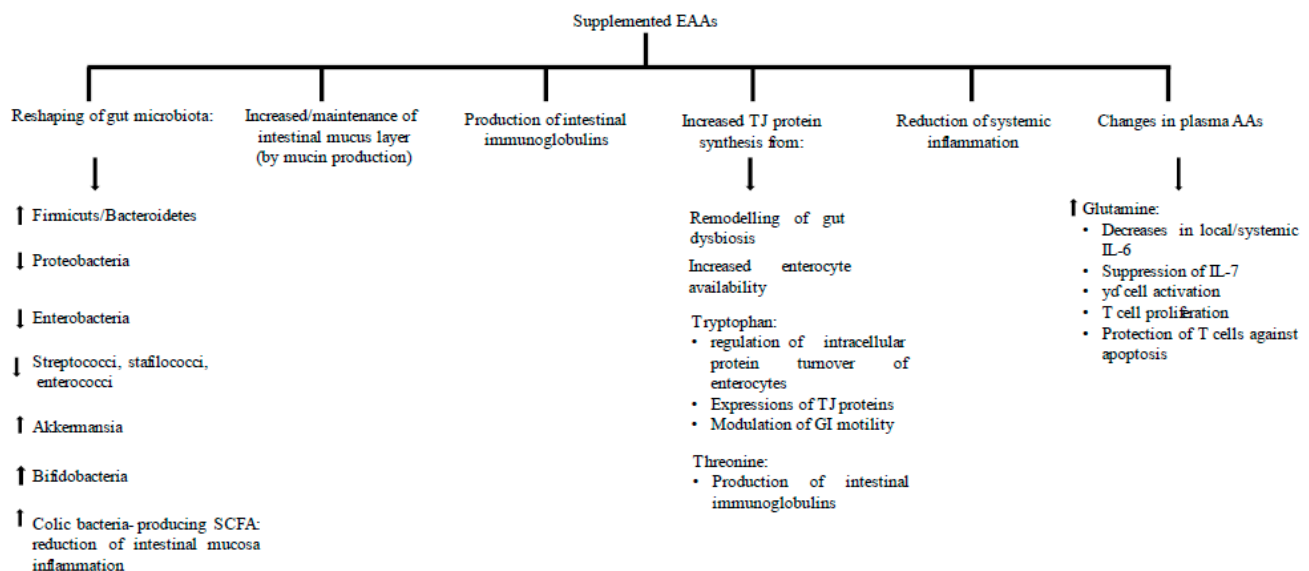 Supplemented EAAs
Reshaping of gut microbiota:
↑ Firmicuts/Bacteroidetes
↓ Proteobacteria
↓ Enterobacteria
↓ Streptococci, stafilococci,
enterococci
↑ Akkermansia
↑ Bifidobacteria
↑ Colic bacteria-producing SCFA:
reduction of intestinal mucosa
inflammation
Increased/maintenance of
intestinal mucus layer
(by mucin production)
Production of intestinal
immunoglobulins
Increased TJ protein
synthesis from:
Remodelling of gut
dysbiosis
Increased enterocyte
availability
Tryptophan:
• regulation of intracellular
protein turnover of
enterocytes
• Expressions of TJ proteins
• Modulation of GI motility
Threonine:
• Production of intestinal
immunoglobulins
Reduction of systemic
inflammation
Changes in plasma AAs
↑ Glutamine:
• Decreases in local/systemic
IL-6
• Suppression of IL-7
• yd cell activation
• T cell proliferation
• Protection of T cells against
apoptosis